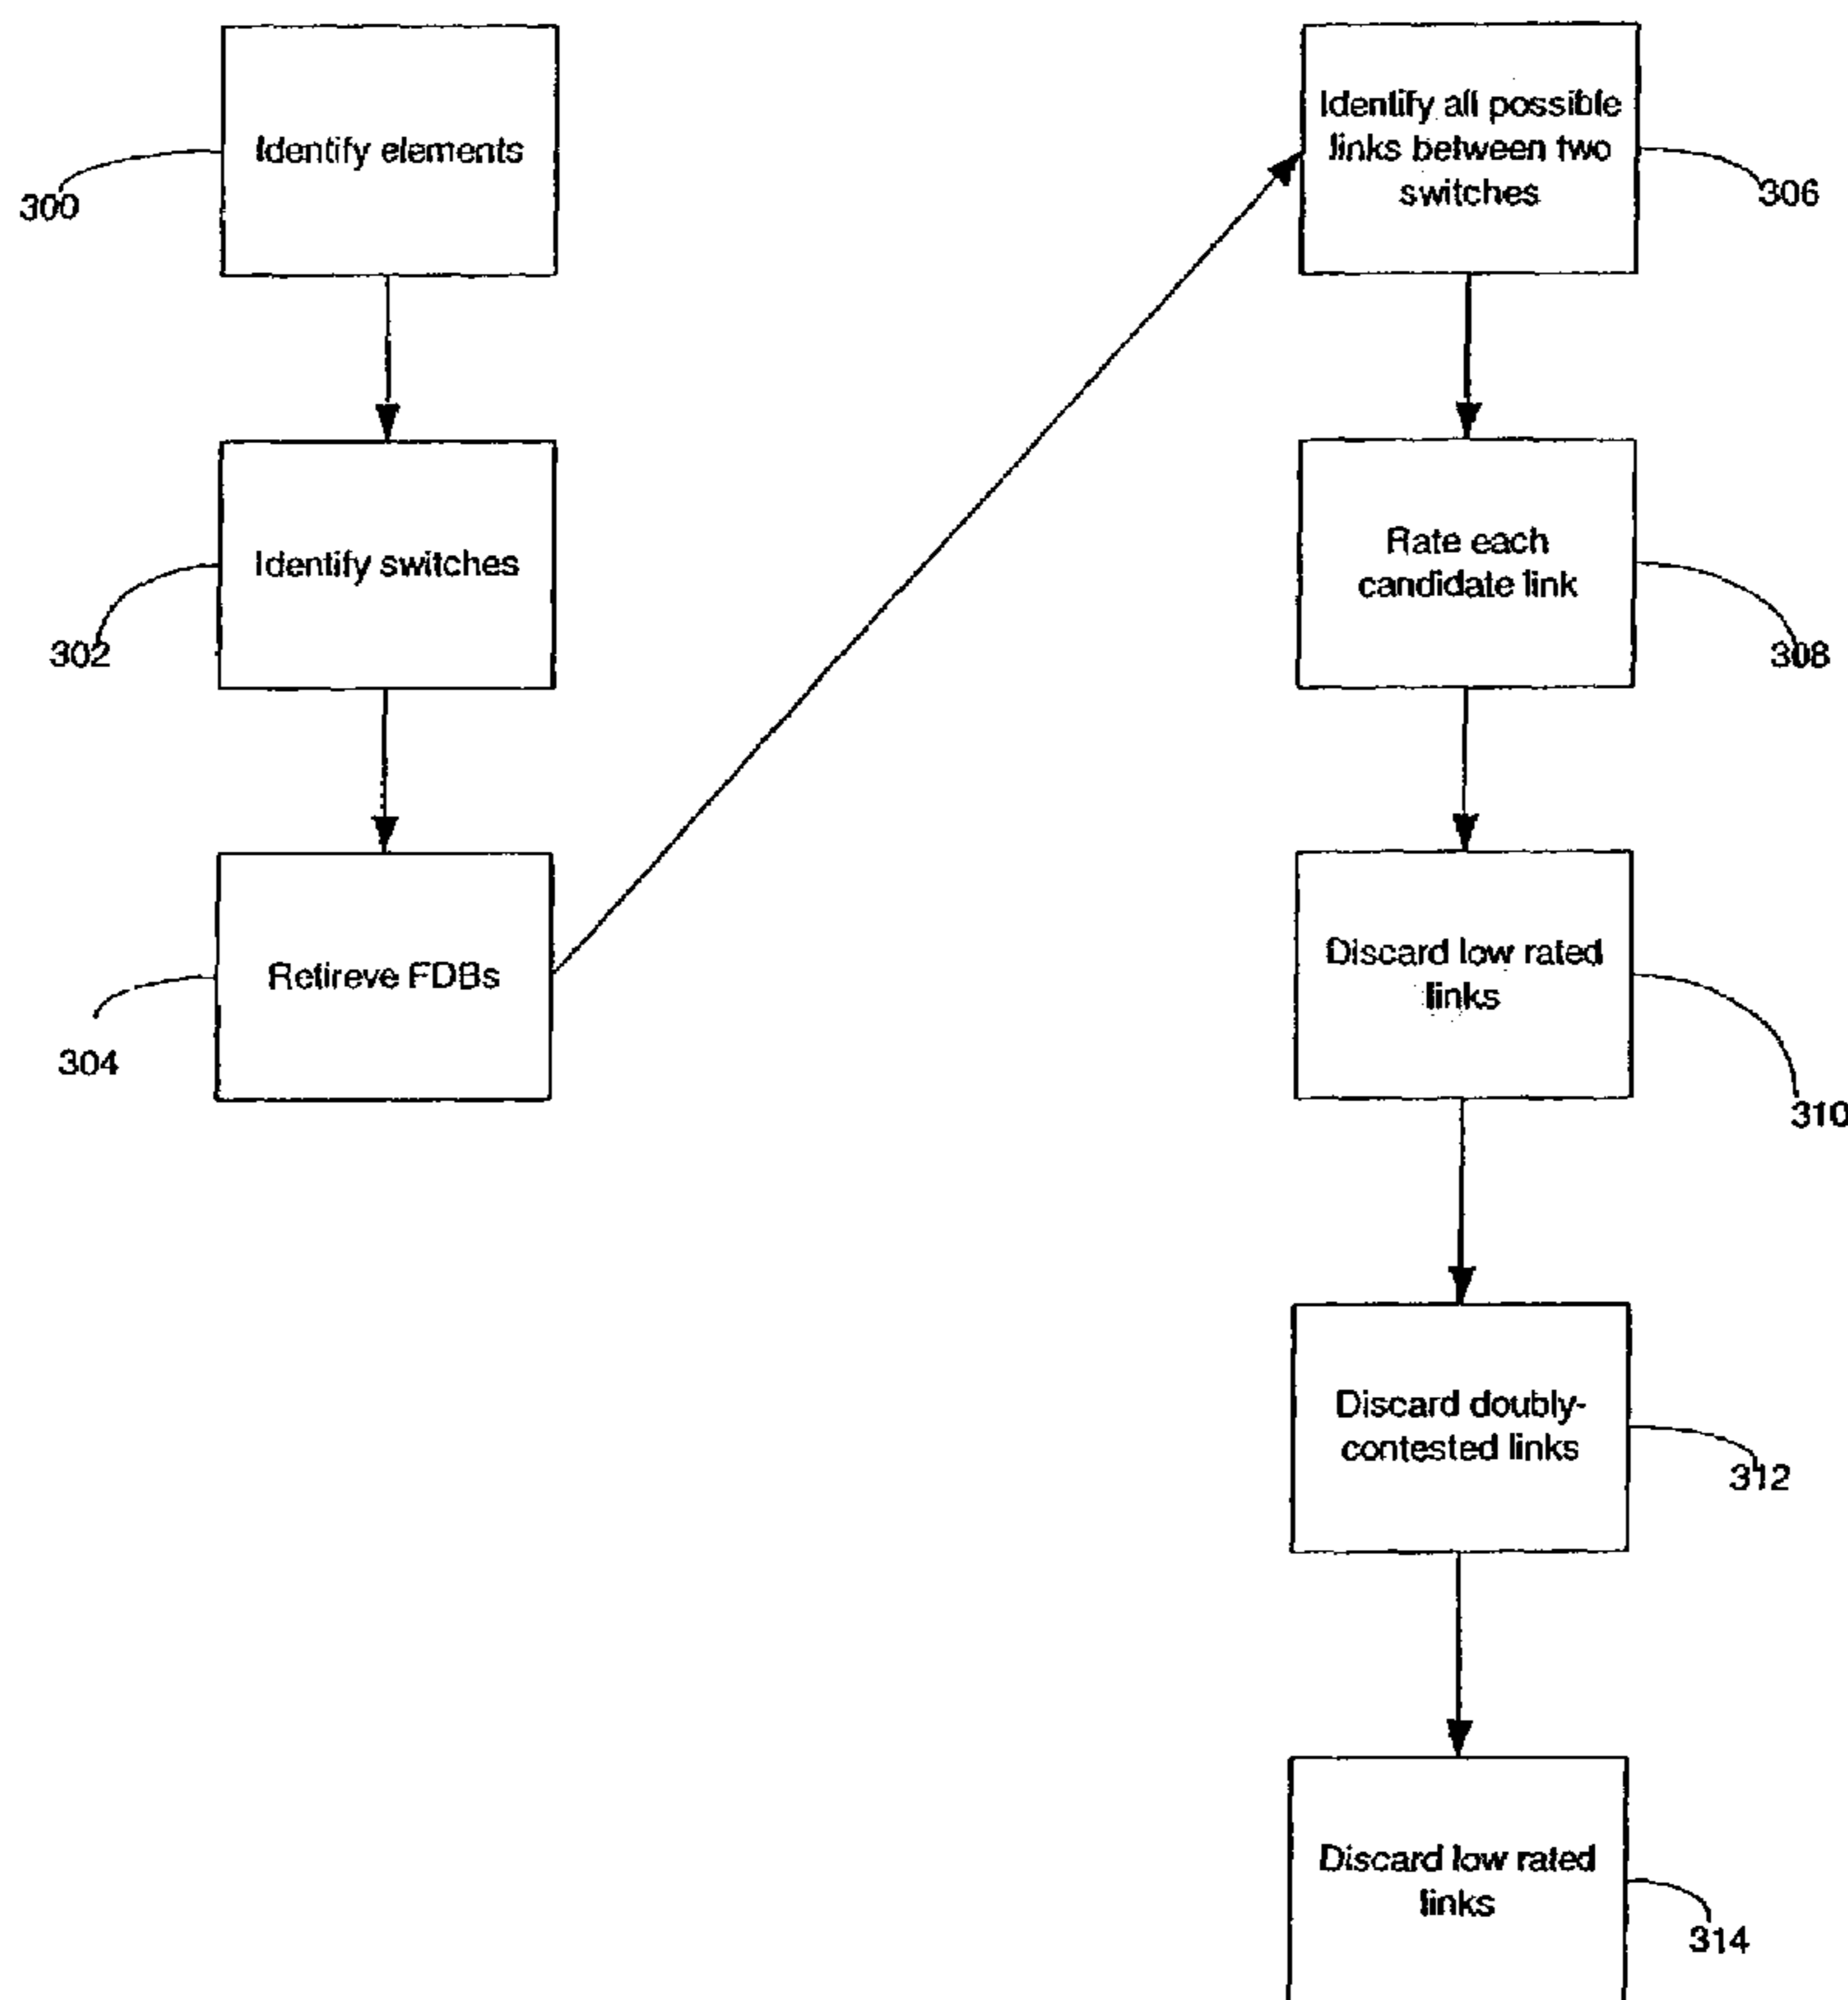 Identify elements
300
Identify switches
302
Retireve FDBs
304
Identify all possible
links between two
switches
306
Rate each
candidate link
308
Discard low rated
links
310
Discard doubly-
contested links
312
Discard low rated
links
314